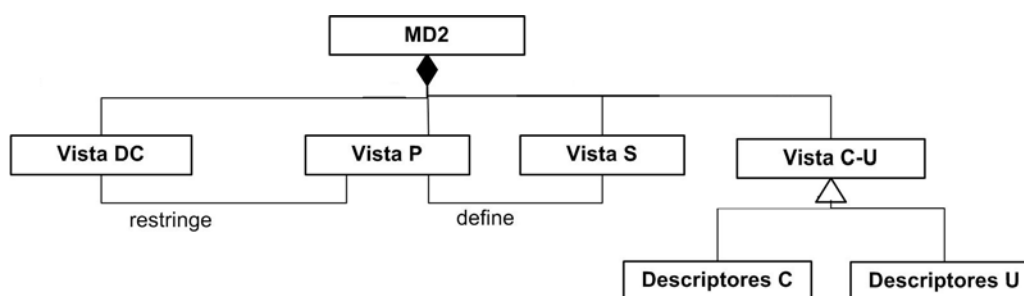 MD2
Vista DC
Vista P
Vista S
Vista C-U
restringe
define
Descriptores C
Descriptores U